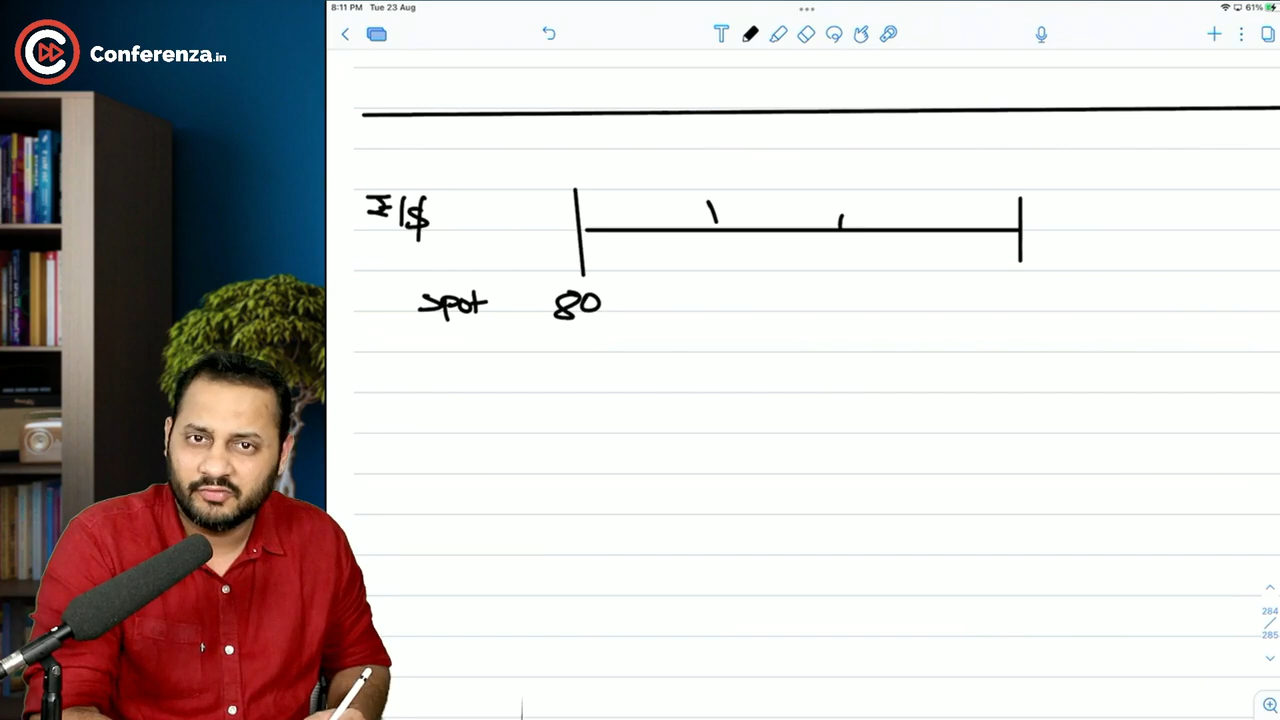 8:11 PM Tue 23 Aug
61%
Conferenza.in
₹/$
spot 80
284
285